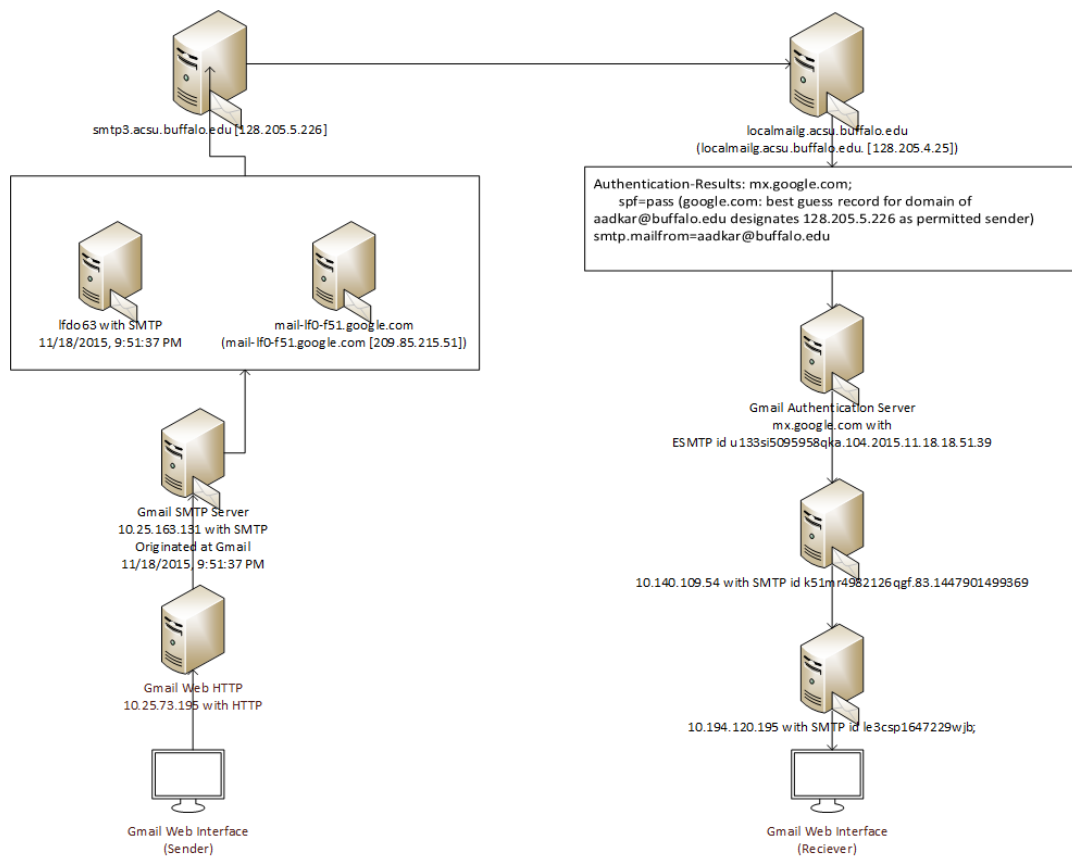 smtp3.acsu.buffalo.edu [128.205.5.226]
localmailg.acsu.buffalo.edu
(localmailg.acsu.buffalo.edu. [128.205.4.25])
Authentication-Results: mx.google.com;
spf=pass (google.com: best guess record for domain of
aadkar@buffalo.edu designates 128.205.5.226 as permitted sender)
smtp.mailfrom=aadkar@buffalo.edu
lfdo63 with SMTP
11/18/2015, 9:51:37 PM
mail-lf0-f51.google.com
(mail-lf0-f51.google.com [209.85.215.51])
Gmail Authentication Server
mx.google.com with
ESMTP id u133si5095958qka.104.2015.11.18.18.51.39
Gmail SMTP Server
10.25.163.131 with SMTP
Originated at Gmail
11/18/2015, 9:51:37 PM
10.140.109.54 with SMTP id k51mr4982126qgf.83.1447901499369
Gmail Web HTTP
10.25.73.195 with HTTP
10.194.120.195 with SMTP id le3csp1647229wjb;
Gmail Web Interface
(Sender)
Gmail Web Interface
(Reciever)